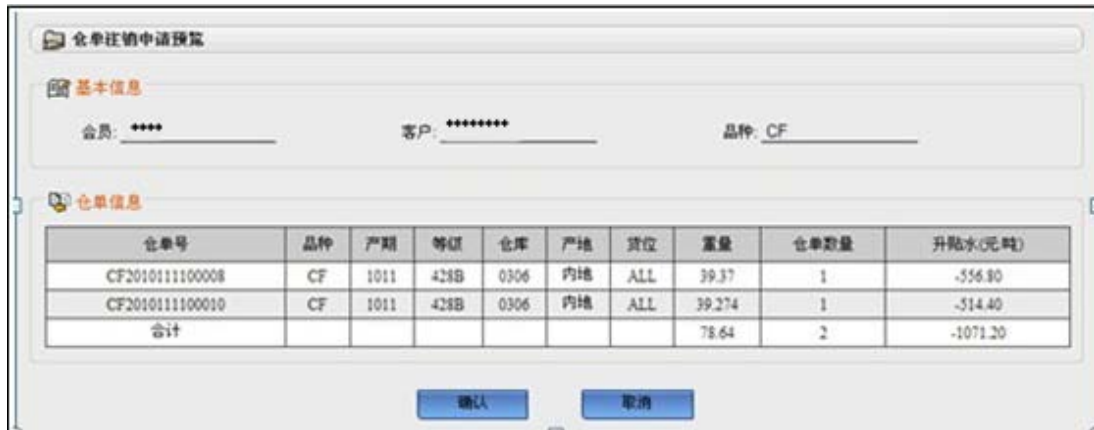 仓单注销申请预览
基本信息
会员: **** 客户: ******** 品种: CF
仓单信息
仓单号 品种 产期 等级 仓库 产地 货位 重量 仓单数量 升贴水(元/吨)
CF2010111100008 CF 1011 428B 0306 内地 ALL 39.37 1 -556.80
CF2010111100010 CF 1011 428B 0306 内地 ALL 39.274 1 -514.40
合计 78.64 2 -1071.20
确认 取消